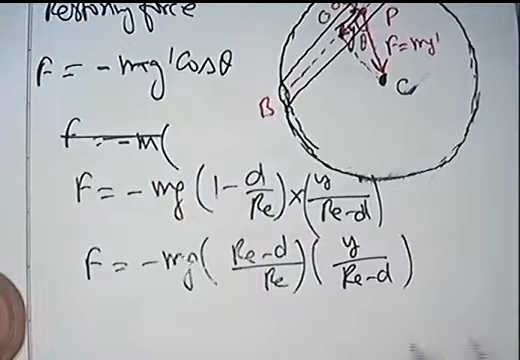 Restoring force
F = - mg' cosθ
F = - m (
F = - mg ( 1 - d/Re ) × ( y/Re-d )
F = - mg ( Re-d/Re ) ( y/Re-d )
P
y
θ
F = mg'
C
B